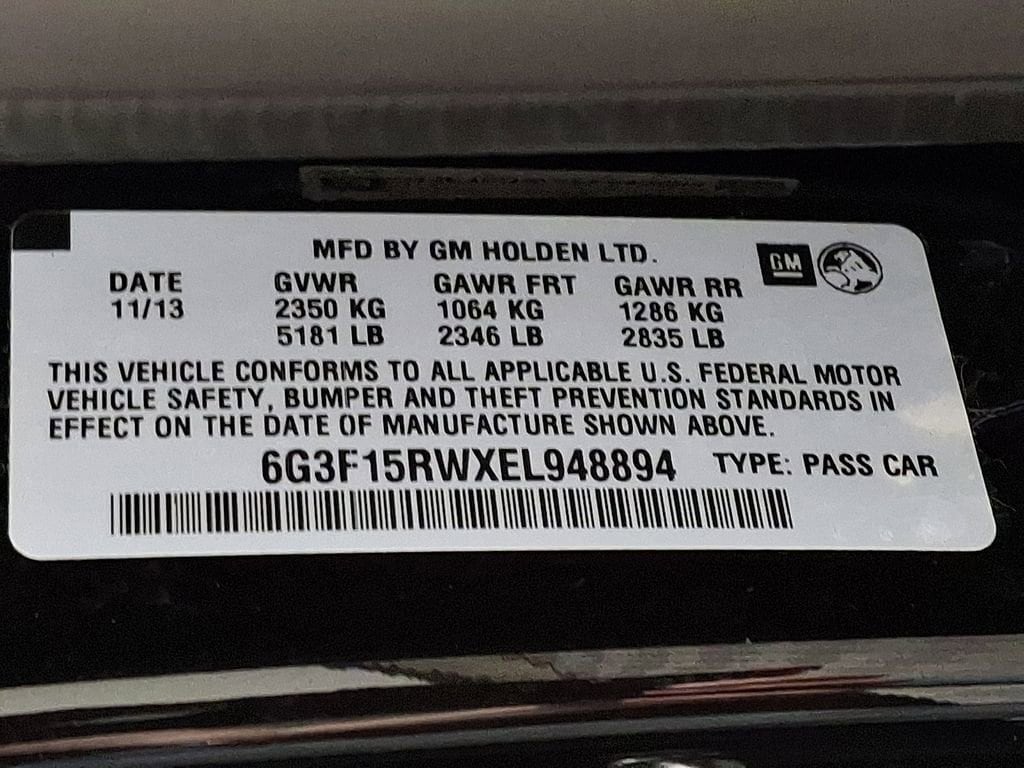 MFD BY GM HOLDEN LTD.
GM
DATE GVWR GAWR FRT GAWR RR
11/13 2350 KG 1064 KG 1286 KG
5181 LB 2346 LB 2835 LB
THIS VEHICLE CONFORMS TO ALL APPLICABLE U.S. FEDERAL MOTOR
VEHICLE SAFETY, BUMPER AND THEFT PREVENTION STANDARDS IN
EFFECT ON THE DATE OF MANUFACTURE SHOWN ABOVE.
6G3F15RWXEL948894 TYPE: PASS CAR